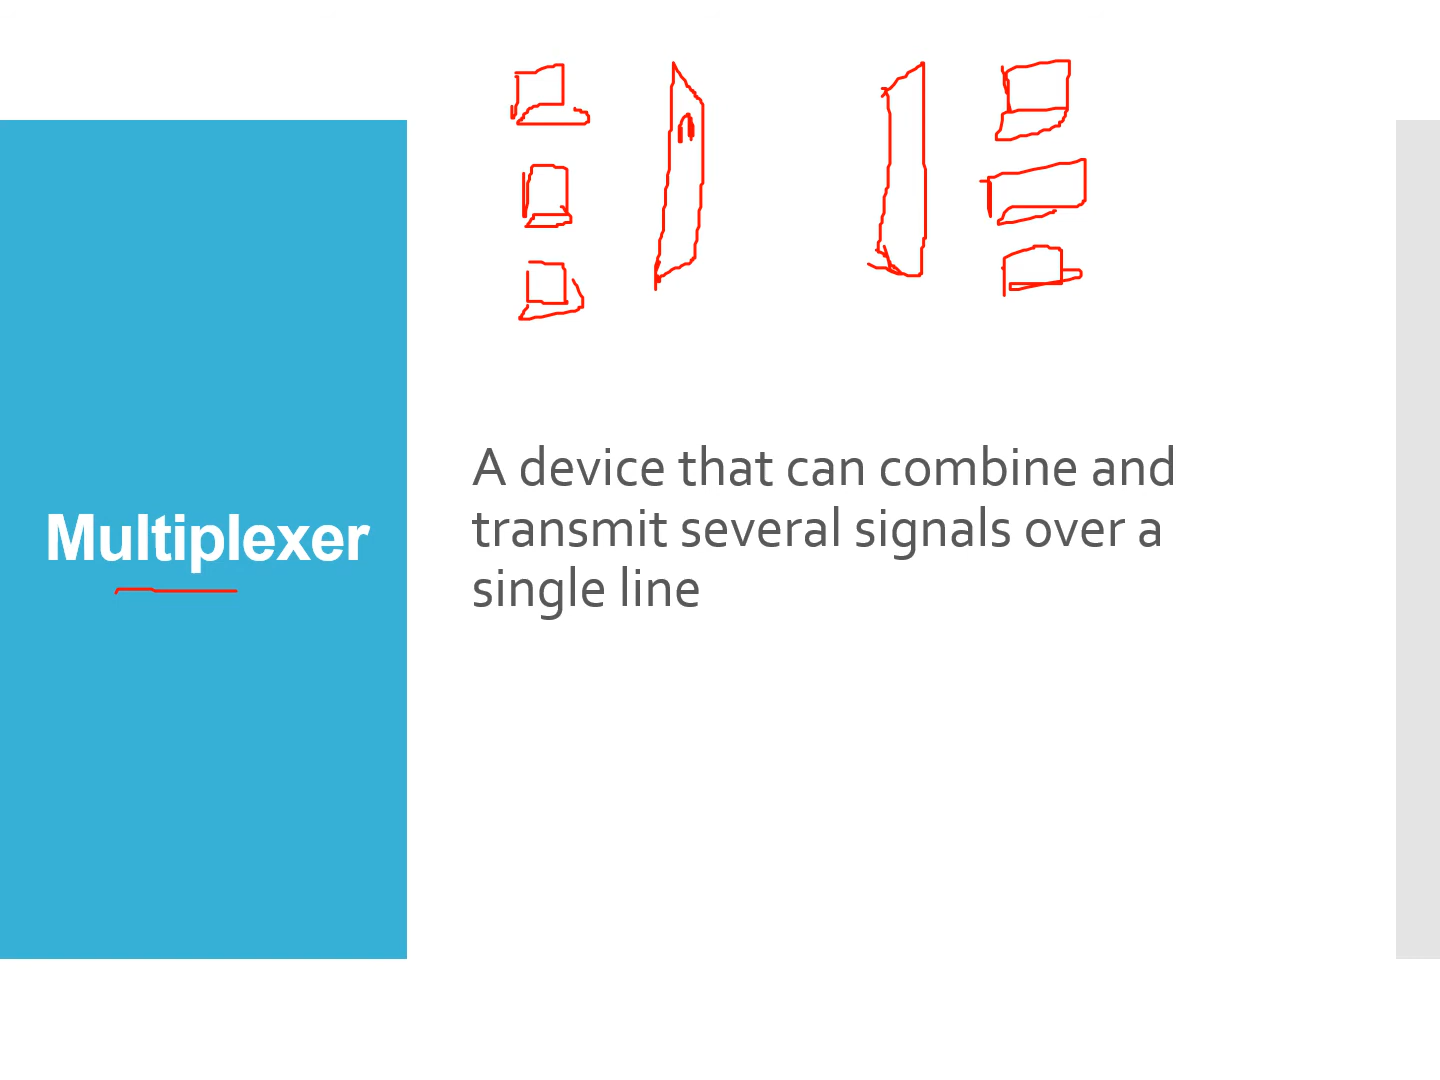 Multiplexer
A device that can combine and
transmit several signals over a
single line